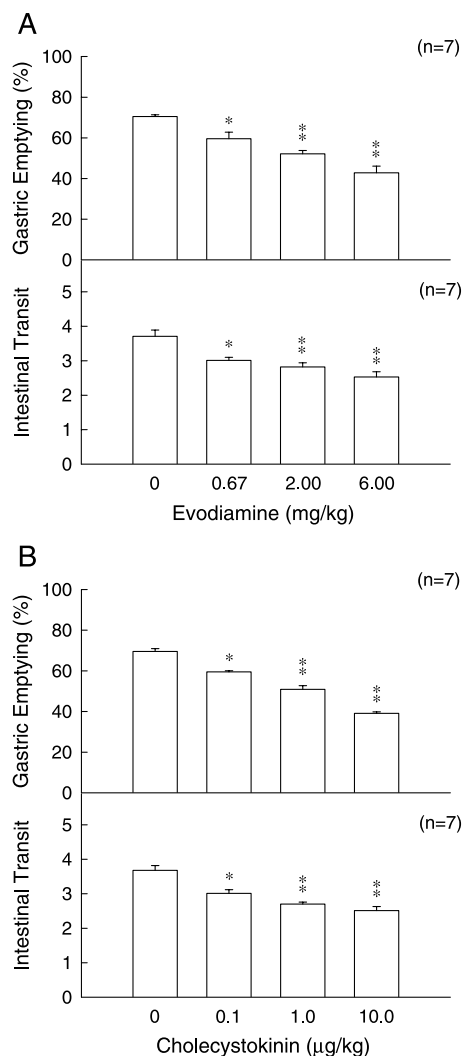 A
(n=7)
Gastric Emptying (%)
100
80
60
40
20
0
*
**
**
(n=7)
Intestinal Transit
5
4
3
2
1
0
*
**
**
0 0.67 2.00 6.00
Evodiamine (mg/kg)
B
(n=7)
Gastric Emptying (%)
100
80
60
40
20
0
*
**
**
(n=7)
Intestinal Transit
5
4
3
2
1
0
*
**
**
0 0.1 1.0 10.0
Cholecystokinin (μg/kg)